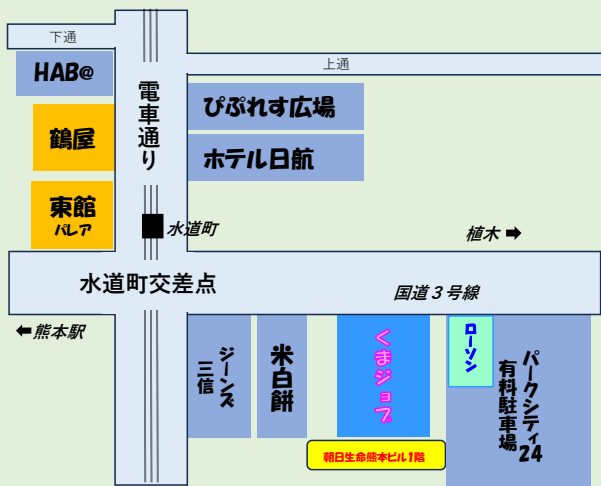 下通
上通
HAB@
電車通り
びぷれす広場
鶴屋
ホテル日航
東館
パレア
水道町
植木 ➡
水道町交差点
国道３号線
⬅熊本駅
ジーンズ
三信
米白餅
くまジョブ
ローソン
パークシティ24
有料駐車場
朝日生命熊本ビル1階